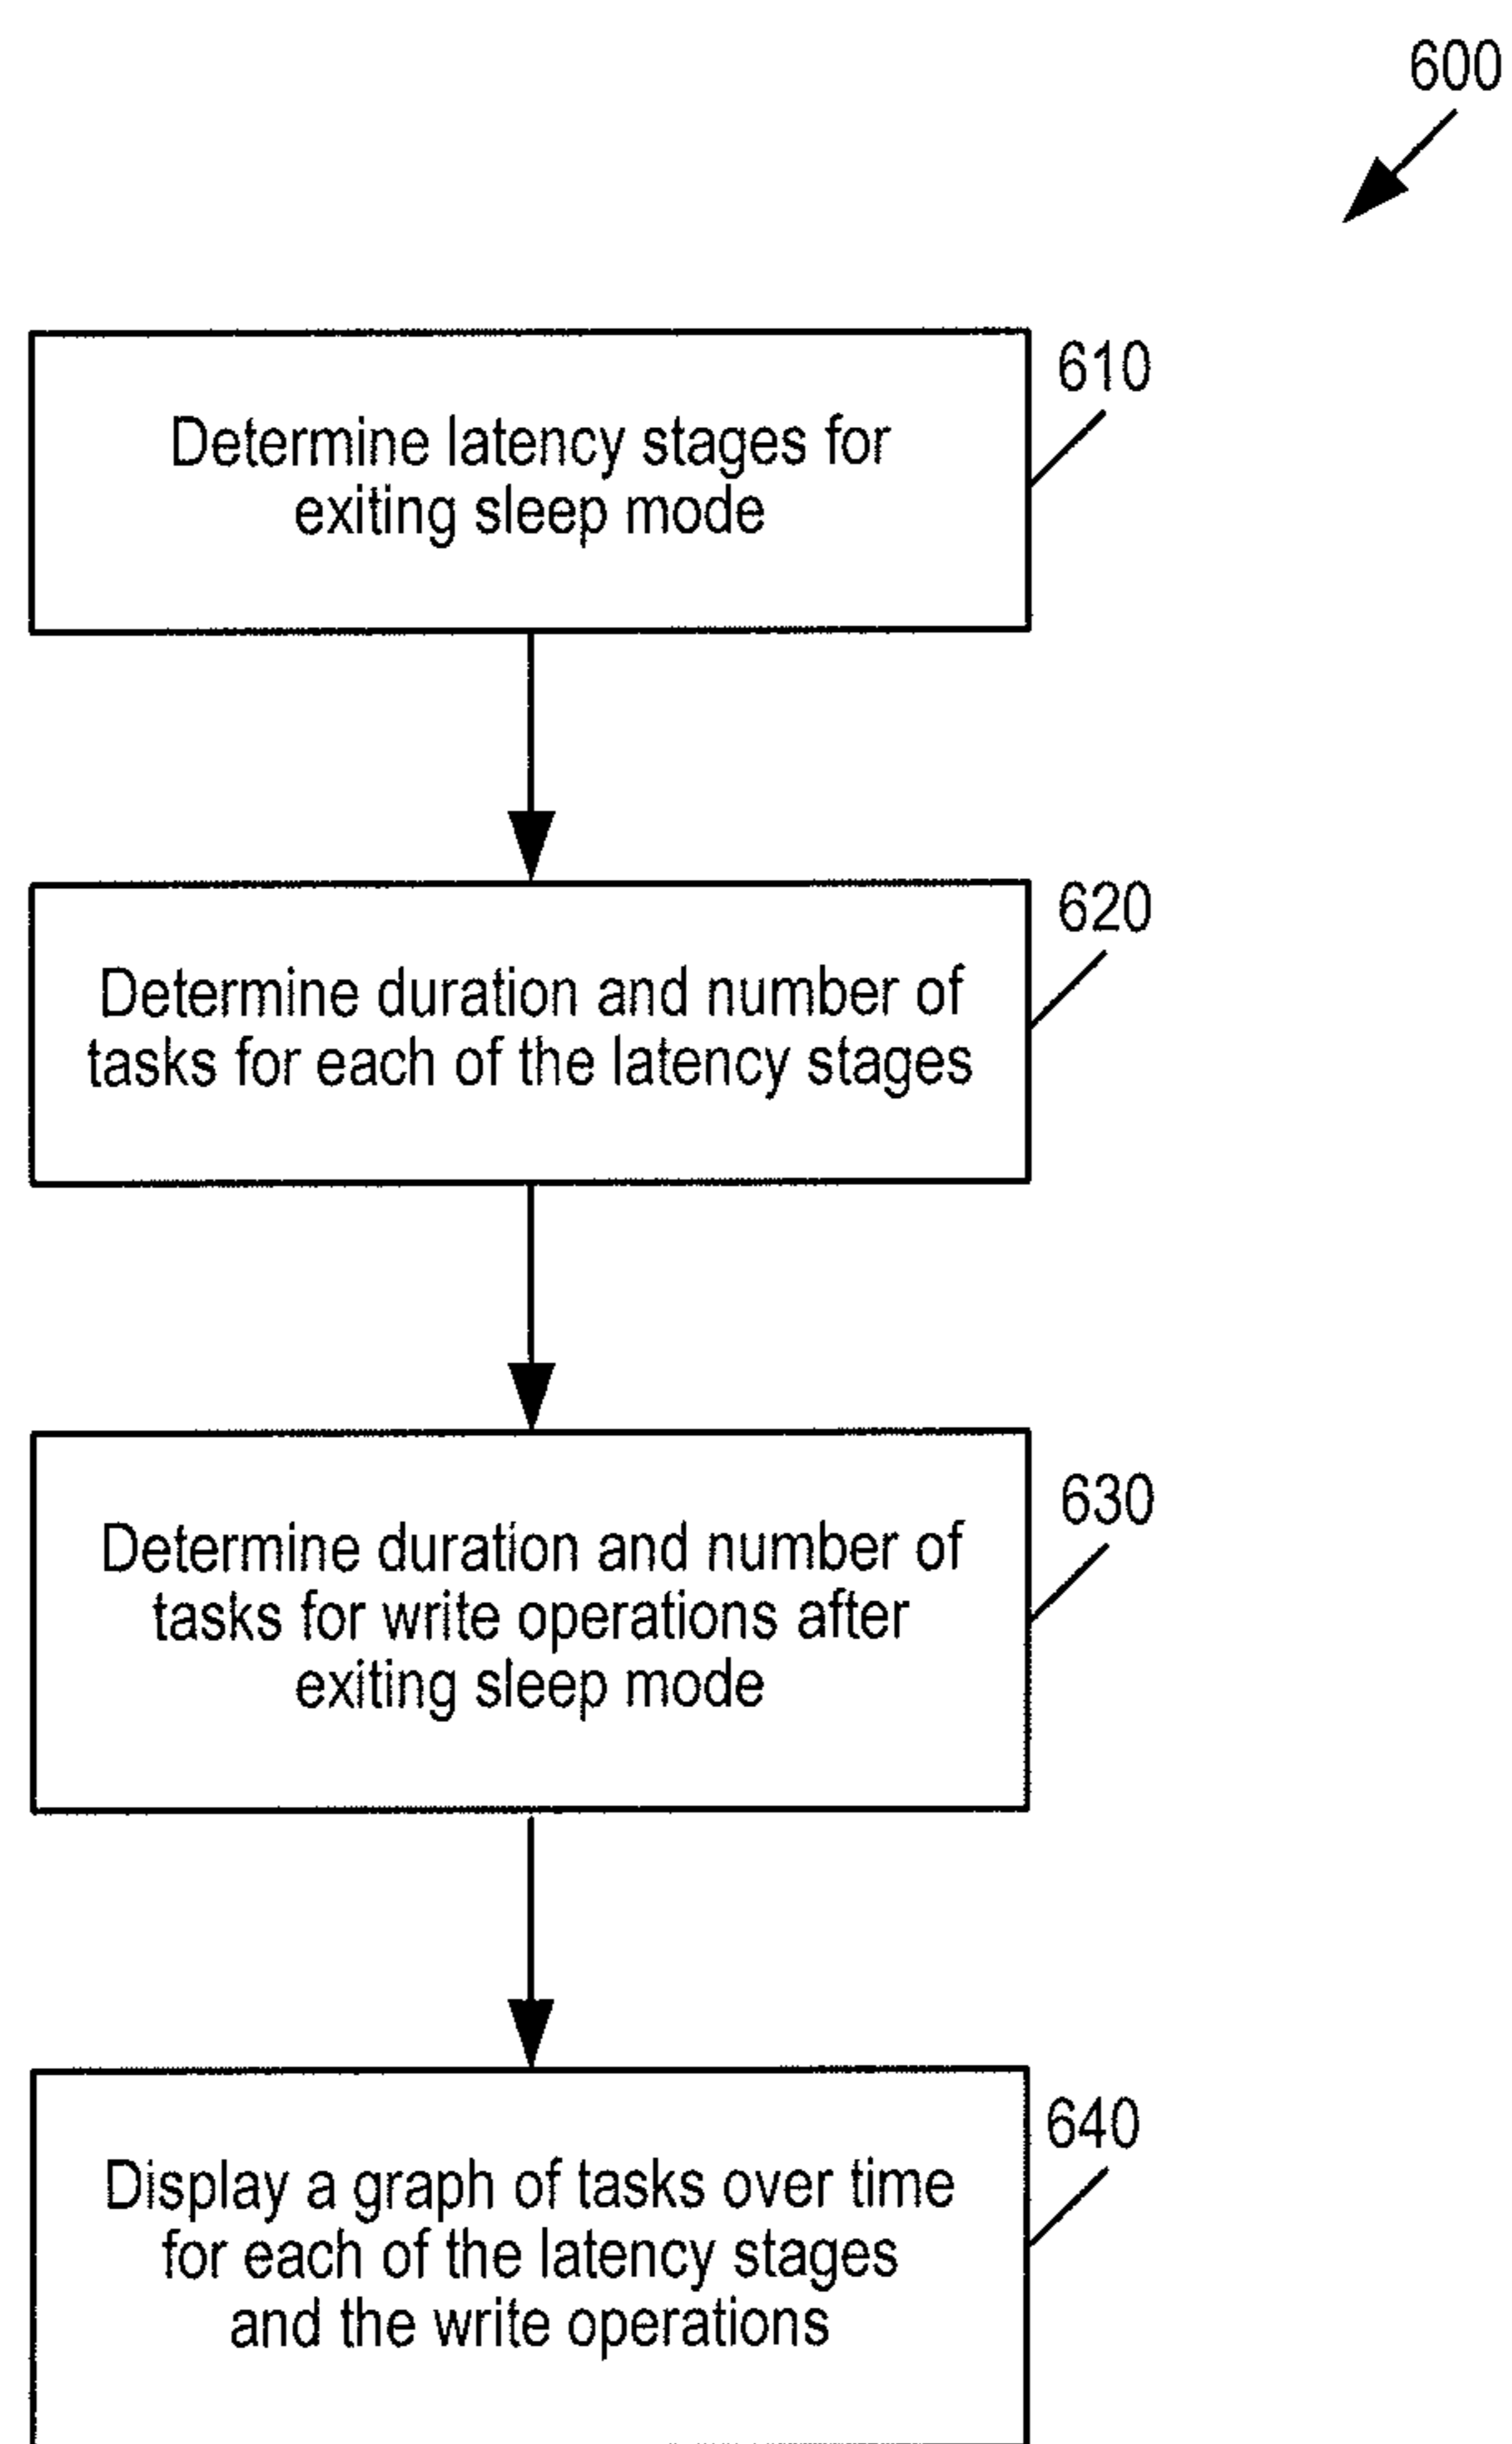 600
610
Determine latency stages for
exiting sleep mode
620
Determine duration and number of
tasks for each of the latency stages
630
Determine duration and number of
tasks for write operations after
exiting sleep mode
640
Display a graph of tasks over time
for each of the latency stages
and the write operations